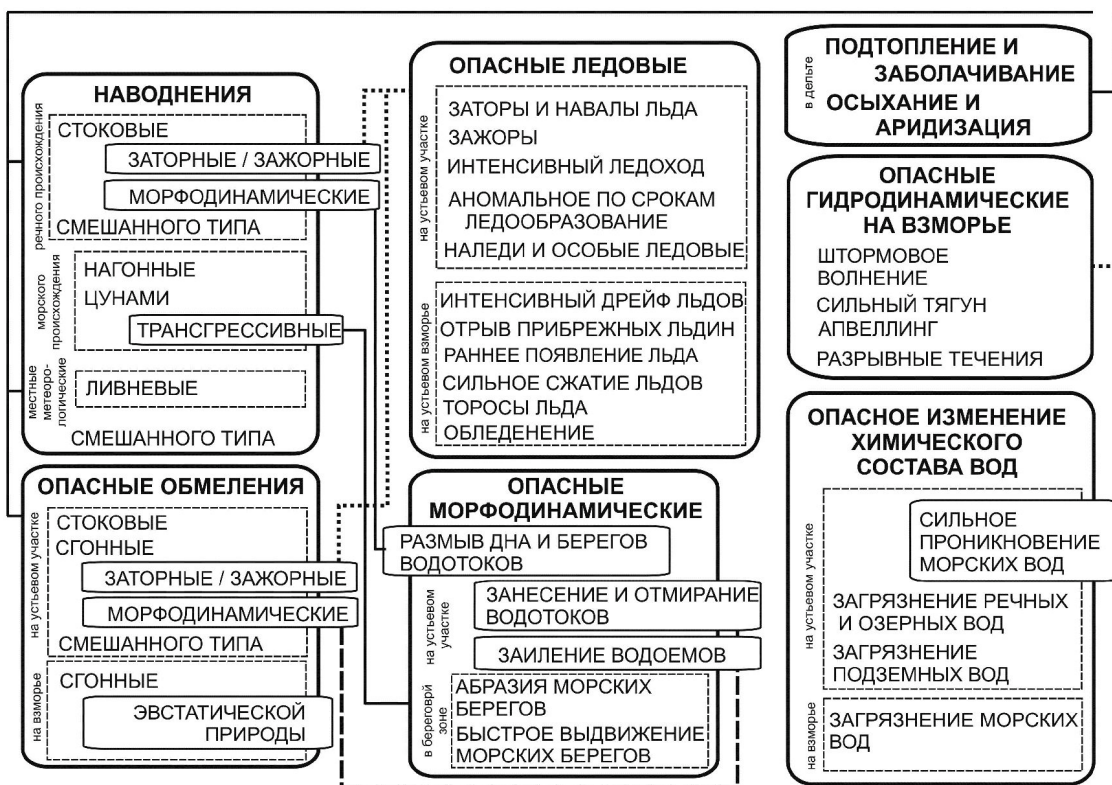 НАВОДНЕНИЯ
речного происхождения
СТОКОВЫЕ
ЗАТОРНЫЕ / ЗАЖОРНЫЕ
МОРФОДИНАМИЧЕСКИЕ
СМЕШАННОГО ТИПА
морского
происхождения
НАГОННЫЕ
ЦУНАМИ
ТРАНСГРЕССИВНЫЕ
местные
метеоро-
логические
ЛИВНЕВЫЕ
СМЕШАННОГО ТИПА
ОПАСНЫЕ ОБМЕЛЕНИЯ
на устьевом участке
СТОКОВЫЕ
СГОННЫЕ
ЗАТОРНЫЕ / ЗАЖОРНЫЕ
МОРФОДИНАМИЧЕСКИЕ
СМЕШАННОГО ТИПА
на взморье
СГОННЫЕ
ЭВСТАТИЧЕСКОЙ
ПРИРОДЫ
ОПАСНЫЕ ЛЕДОВЫЕ
на устьевом участке
ЗАТОРЫ И НАВАЛЫ ЛЬДА
ЗАЖОРЫ
ИНТЕНСИВНЫЙ ЛЕДОХОД
АНОМАЛЬНОЕ ПО СРОКАМ
ЛЕДООБРАЗОВАНИЕ
НАЛЕДИ И ОСОБЫЕ ЛЕДОВЫЕ
на устьевом взморье
ИНТЕНСИВНЫЙ ДРЕЙФ ЛЬДОВ
ОТРЫВ ПРИБРЕЖНЫХ ЛЬДИН
РАННЕЕ ПОЯВЛЕНИЕ ЛЬДА
СИЛЬНОЕ СЖАТИЕ ЛЬДОВ
ТОРОСЫ ЛЬДА
ОБЛЕДЕНЕНИЕ
ОПАСНЫЕ
МОРФОДИНАМИЧЕСКИЕ
РАЗМЫВ ДНА И БЕРЕГОВ
ВОДОТОКОВ
на устьевом
участке
ЗАНЕСЕНИЕ И ОТМИРАНИЕ
ВОДОТОКОВ
ЗАИЛЕНИЕ ВОДОЕМОВ
в береговрй
зоне
АБРАЗИЯ МОРСКИХ
БЕРЕГОВ
БЫСТРОЕ ВЫДВИЖЕНИЕ
МОРСКИХ БЕРЕГОВ
в дельте
ПОДТОПЛЕНИЕ И
ЗАБОЛАЧИВАНИЕ
ОСЫХАНИЕ И
АРИДИЗАЦИЯ
ОПАСНЫЕ
ГИДРОДИНАМИЧЕСКИЕ
НА ВЗМОРЬЕ
ШТОРМОВОЕ
ВОЛНЕНИЕ
СИЛЬНЫЙ ТЯГУН
АПВЕЛЛИНГ
РАЗРЫВНЫЕ ТЕЧЕНИЯ
ОПАСНОЕ ИЗМЕНЕНИЕ
ХИМИЧЕСКОГО
СОСТАВА ВОД
на устьевом участке
СИЛЬНОЕ
ПРОНИКНОВЕНИЕ
МОРСКИХ ВОД
ЗАГРЯЗНЕНИЕ РЕЧНЫХ
И ОЗЕРНЫХ ВОД
ЗАГРЯЗНЕНИЕ
ПОДЗЕМНЫХ ВОД
на взморье
ЗАГРЯЗНЕНИЕ МОРСКИХ
ВОД